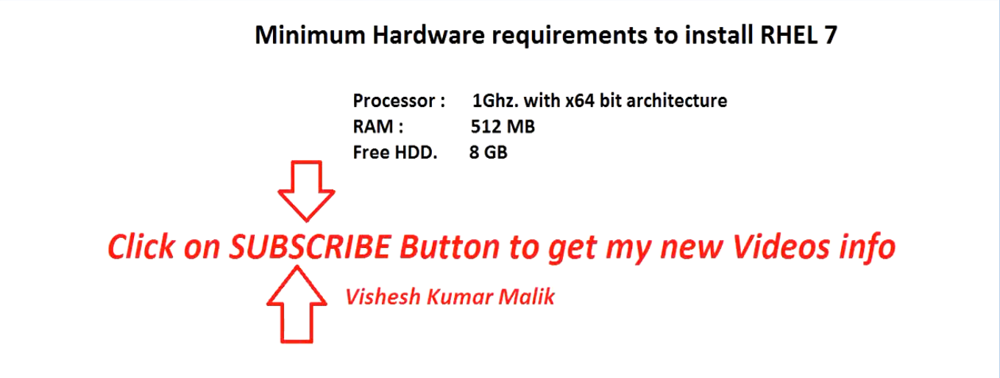 Minimum Hardware requirements to install RHEL 7
Processor : 1Ghz. with x64 bit architecture
RAM : 512 MB
Free HDD. 8 GB
Click on SUBSCRIBE Button to get my new Videos info
Vishesh Kumar Malik